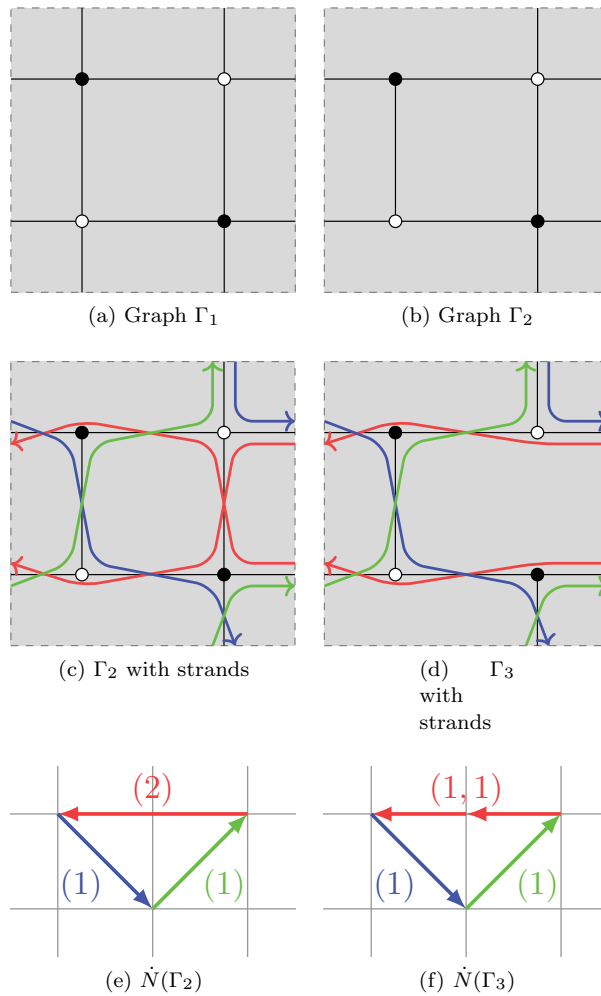 (a) Graph Γ₁
(b) Graph Γ₂
(c) Γ₂ with strands
(d) Γ₃
with
strands
(2)
(1)
(1)
(1, 1)
(1)
(1)
(e) Ṅ(Γ₂)
(f) Ṅ(Γ₃)